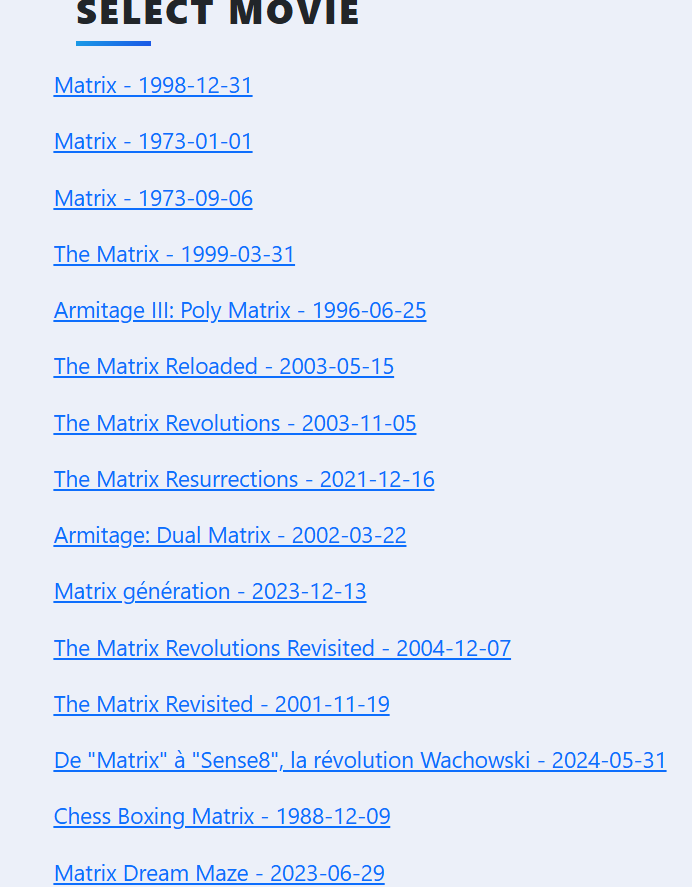 SELECT MOVIE
Matrix - 1998-12-31
Matrix - 1973-01-01
Matrix - 1973-09-06
The Matrix - 1999-03-31
Armitage III: Poly Matrix - 1996-06-25
The Matrix Reloaded - 2003-05-15
The Matrix Revolutions - 2003-11-05
The Matrix Resurrections - 2021-12-16
Armitage: Dual Matrix - 2002-03-22
Matrix génération - 2023-12-13
The Matrix Revolutions Revisited - 2004-12-07
The Matrix Revisited - 2001-11-19
De "Matrix" à "Sense8", la révolution Wachowski - 2024-05-31
Chess Boxing Matrix - 1988-12-09
Matrix Dream Maze - 2023-06-29